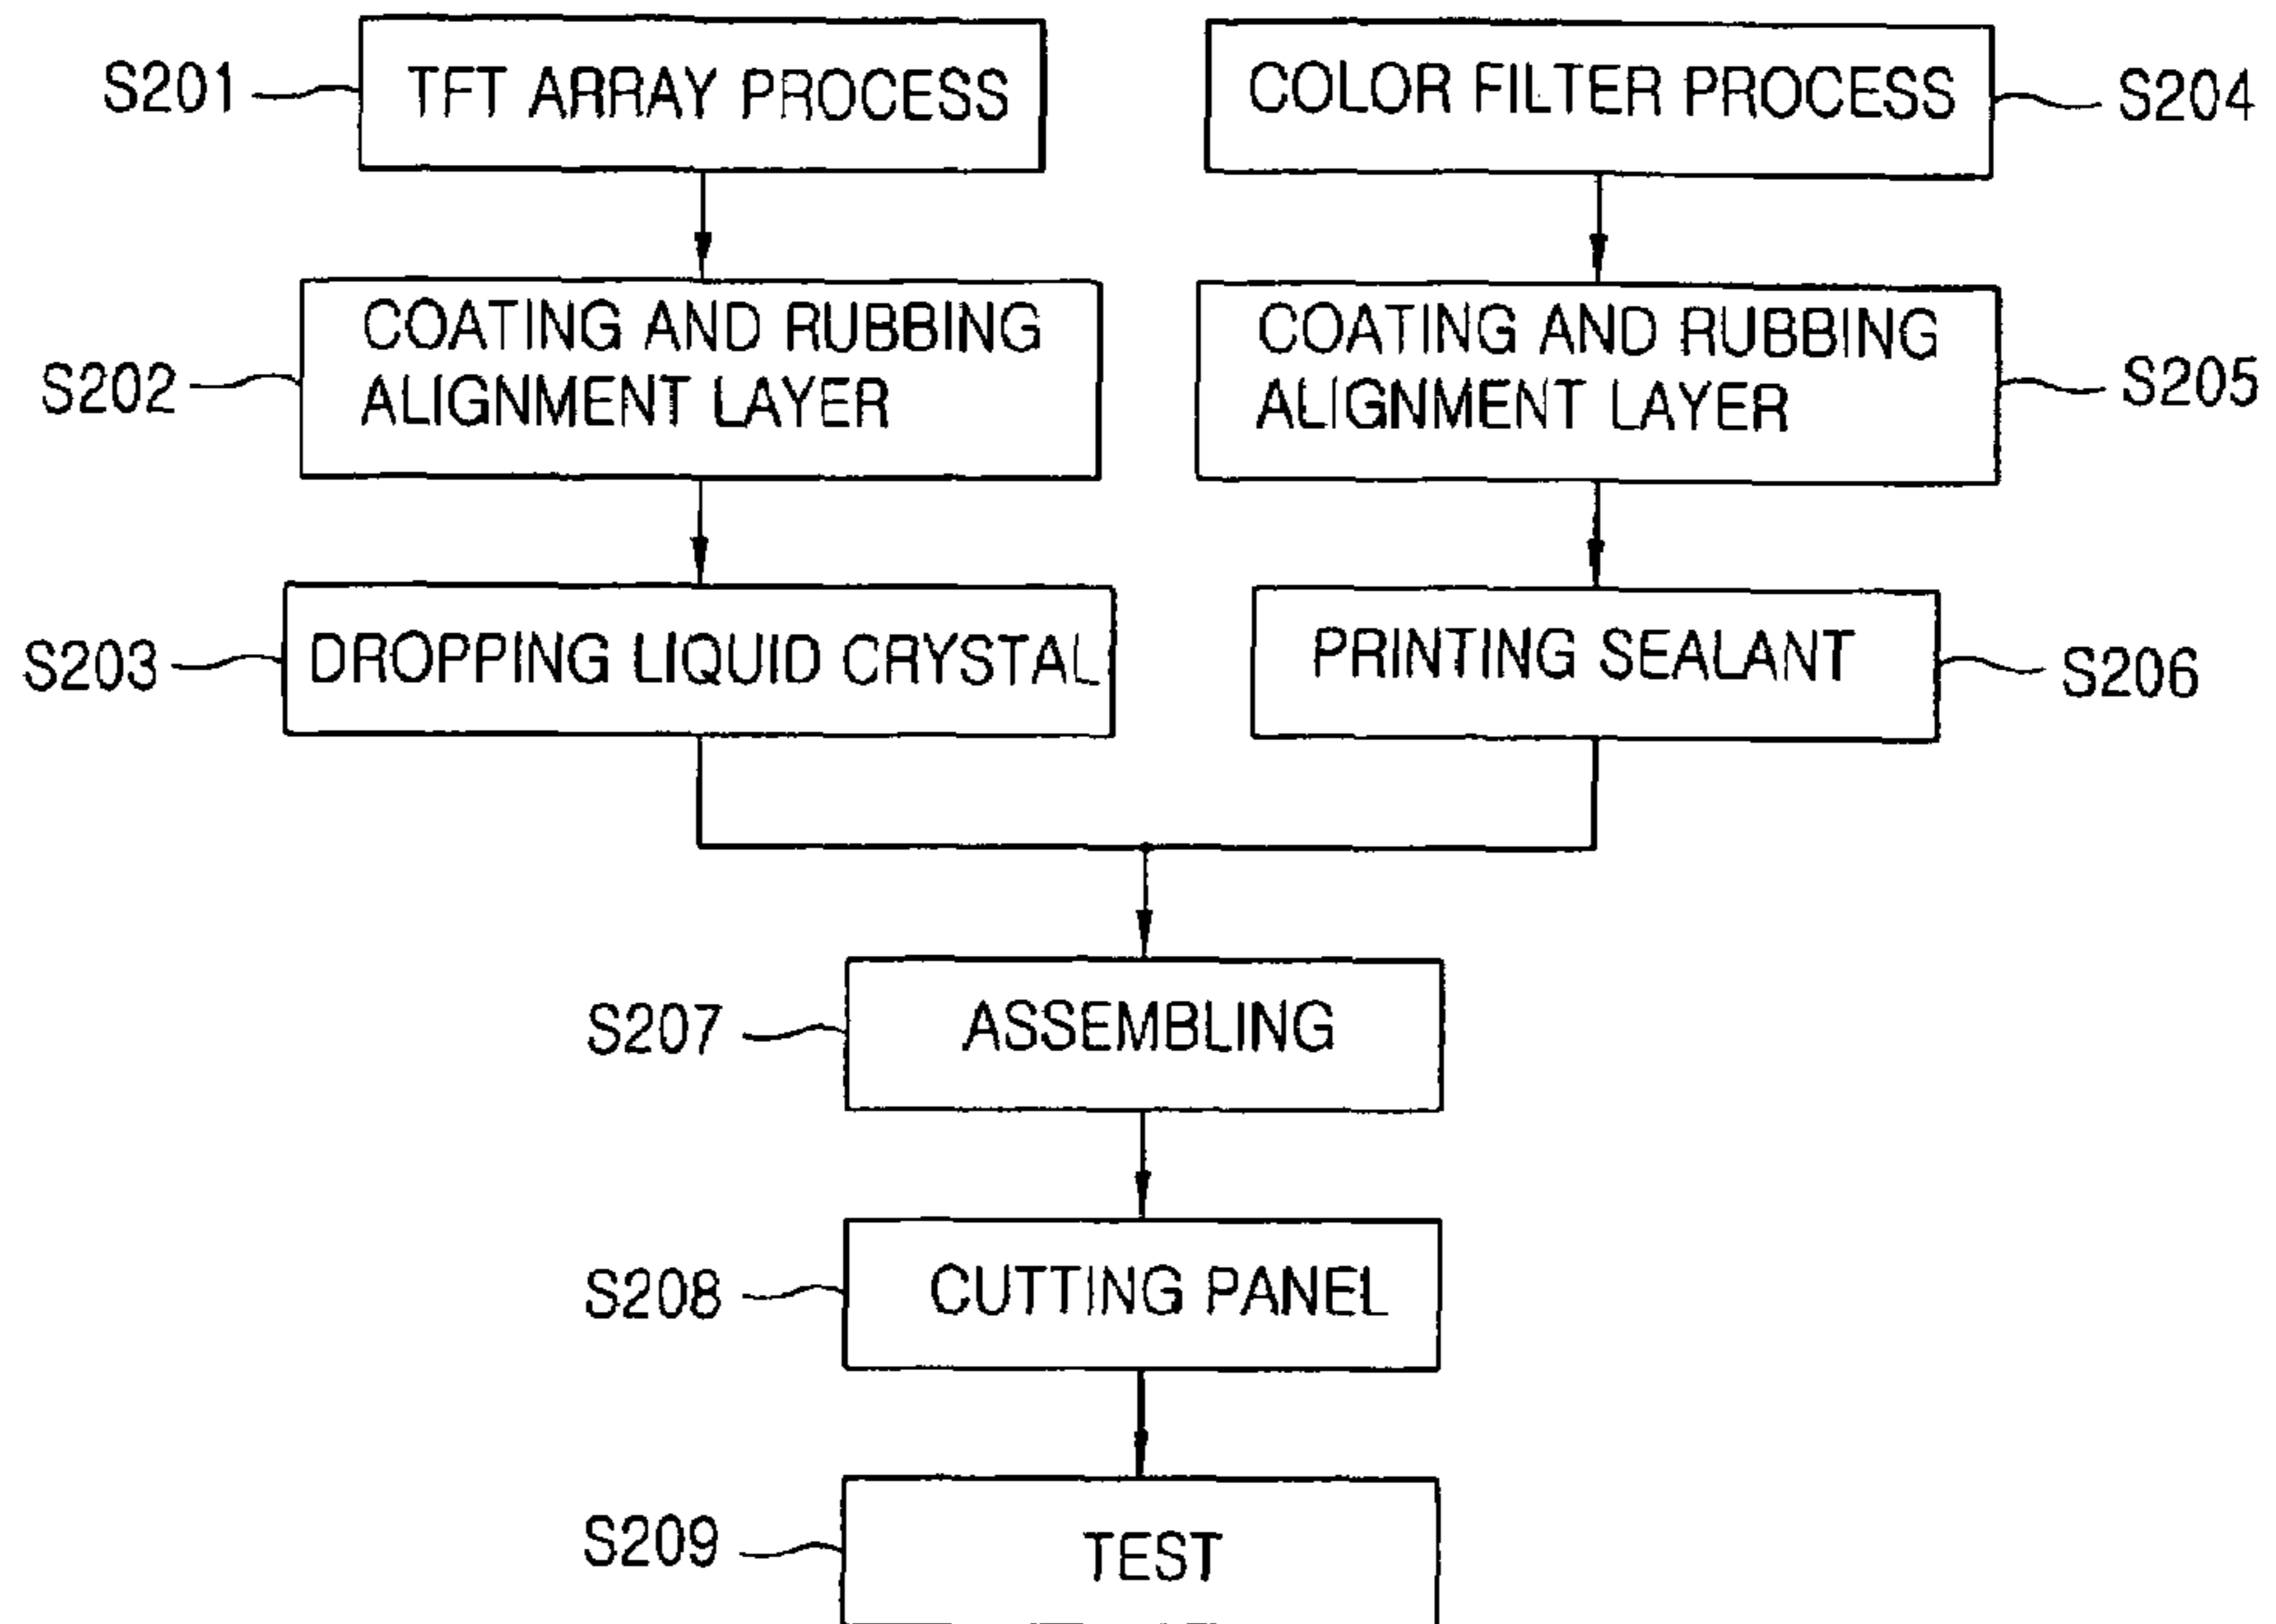 S201
TFT ARRAY PROCESS
COLOR FILTER PROCESS
S204
S202
COATING AND RUBBING
ALIGNMENT LAYER
COATING AND RUBBING
ALIGNMENT LAYER
S205
S203
DROPPING LIQUID CRYSTAL
PRINTING SEALANT
S206
S207
ASSEMBLING
S208
CUTTING PANEL
S209
TEST